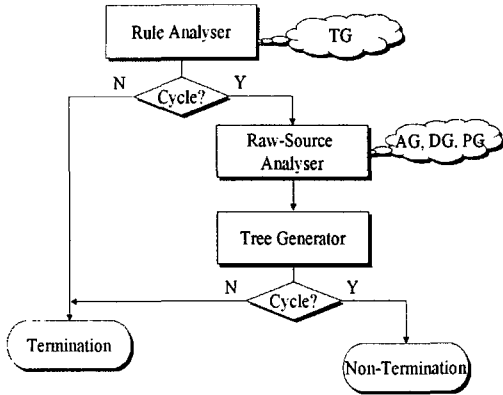 Rule Analyser
TG
N
Cycle?
Y
Raw-Source
Analyser
AG, DG. PG
Tree Generator
N
Cycle?
Y
Termination
Non-Termination